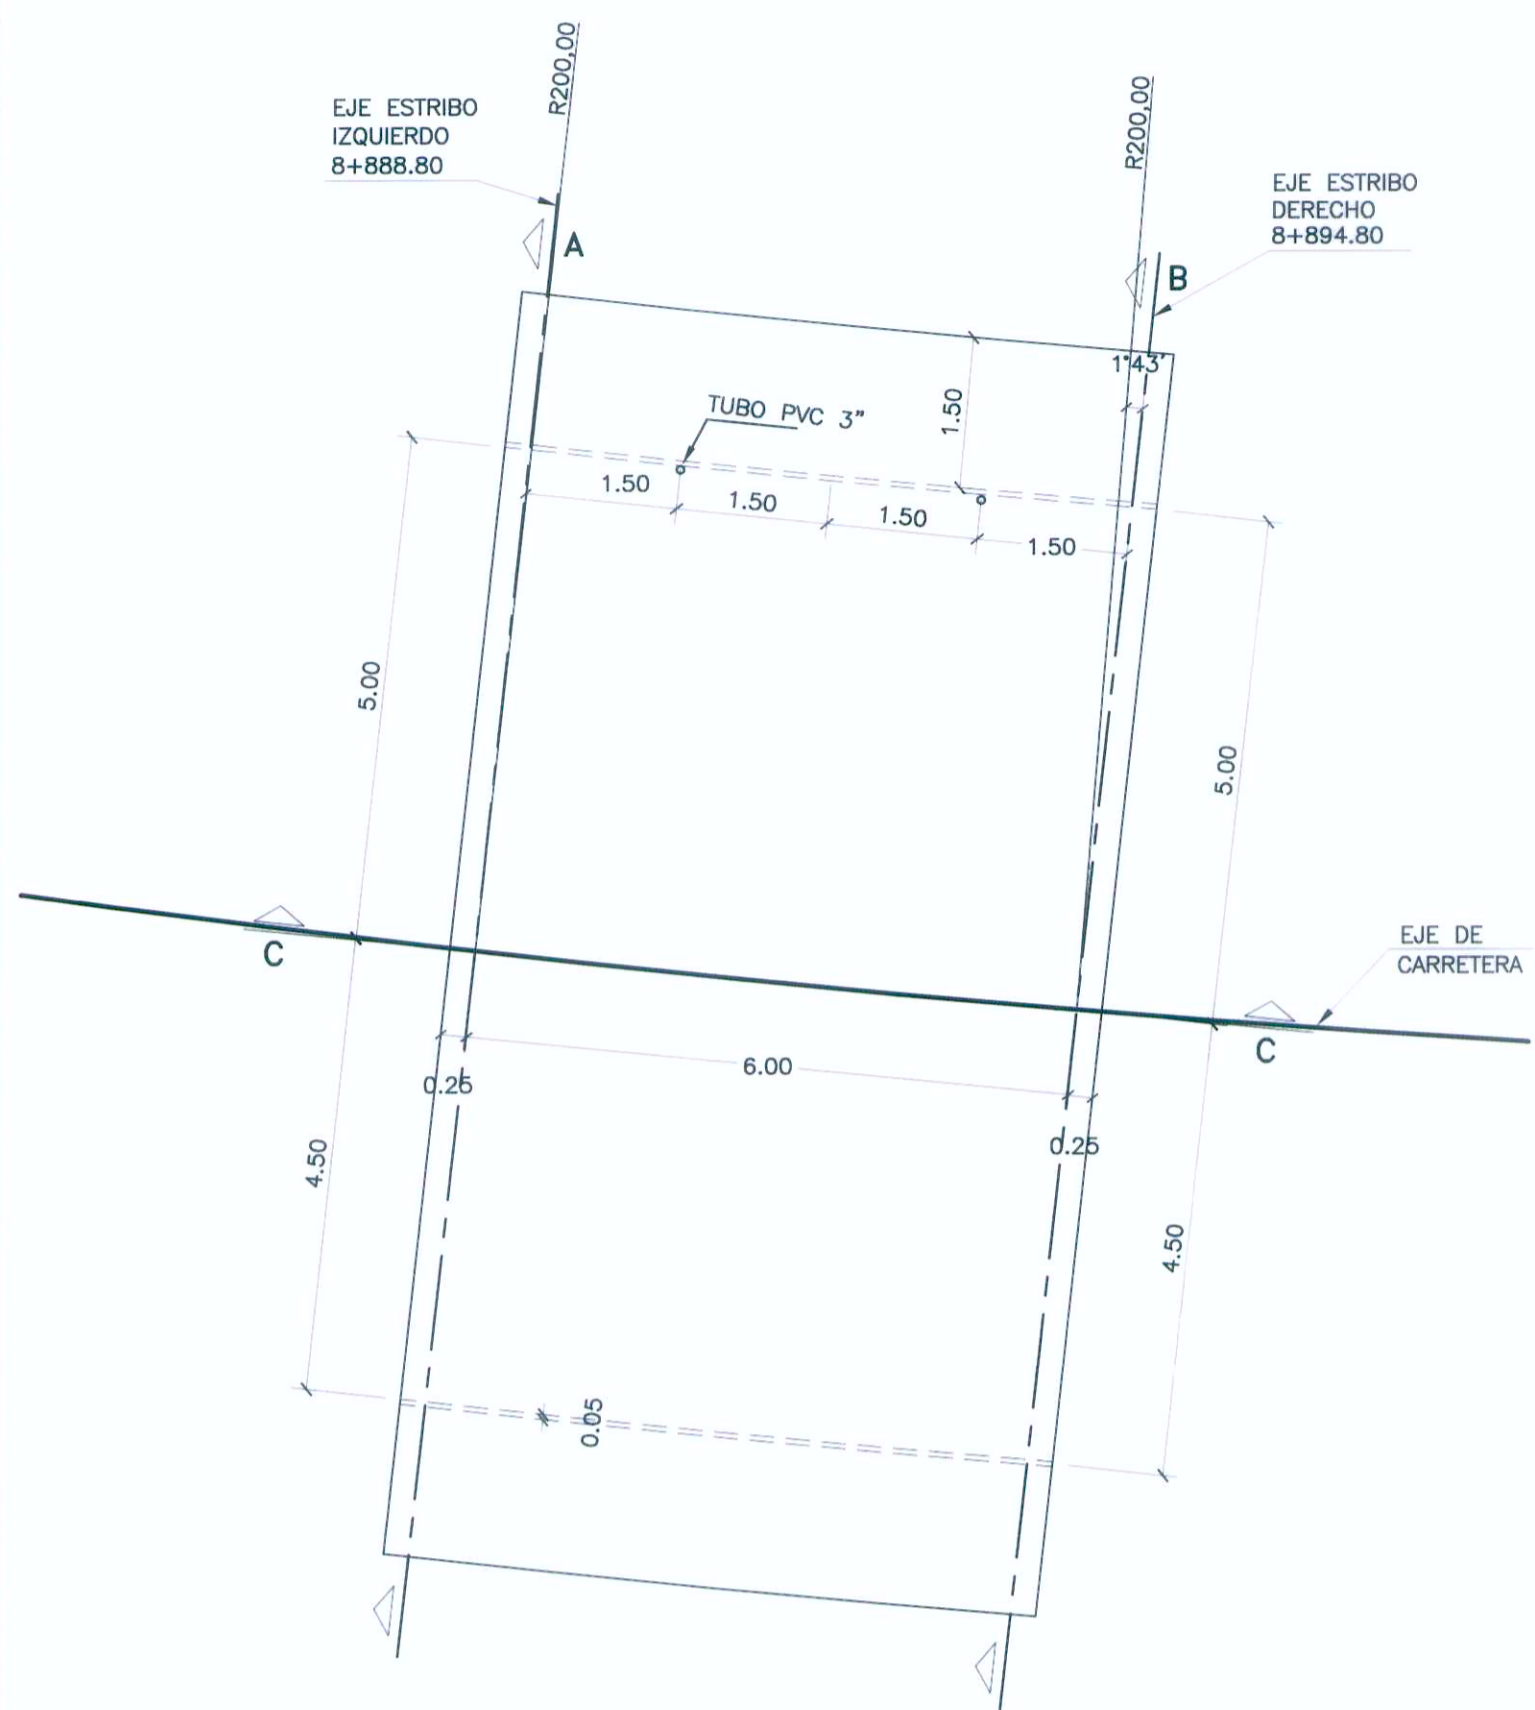 R200,00
EJE ESTRIBO
IZQUIERDO
8+888.80
R200,00
EJE ESTRIBO
DERECHO
8+894.80
A
B
1°43'
TUBO PVC 3"
1.50
1.50
1.50
1.50
1.50
5.00
5.00
EJE DE
CARRETERA
C
C
6.00
0.25
0.25
4.50
4.50
0.05